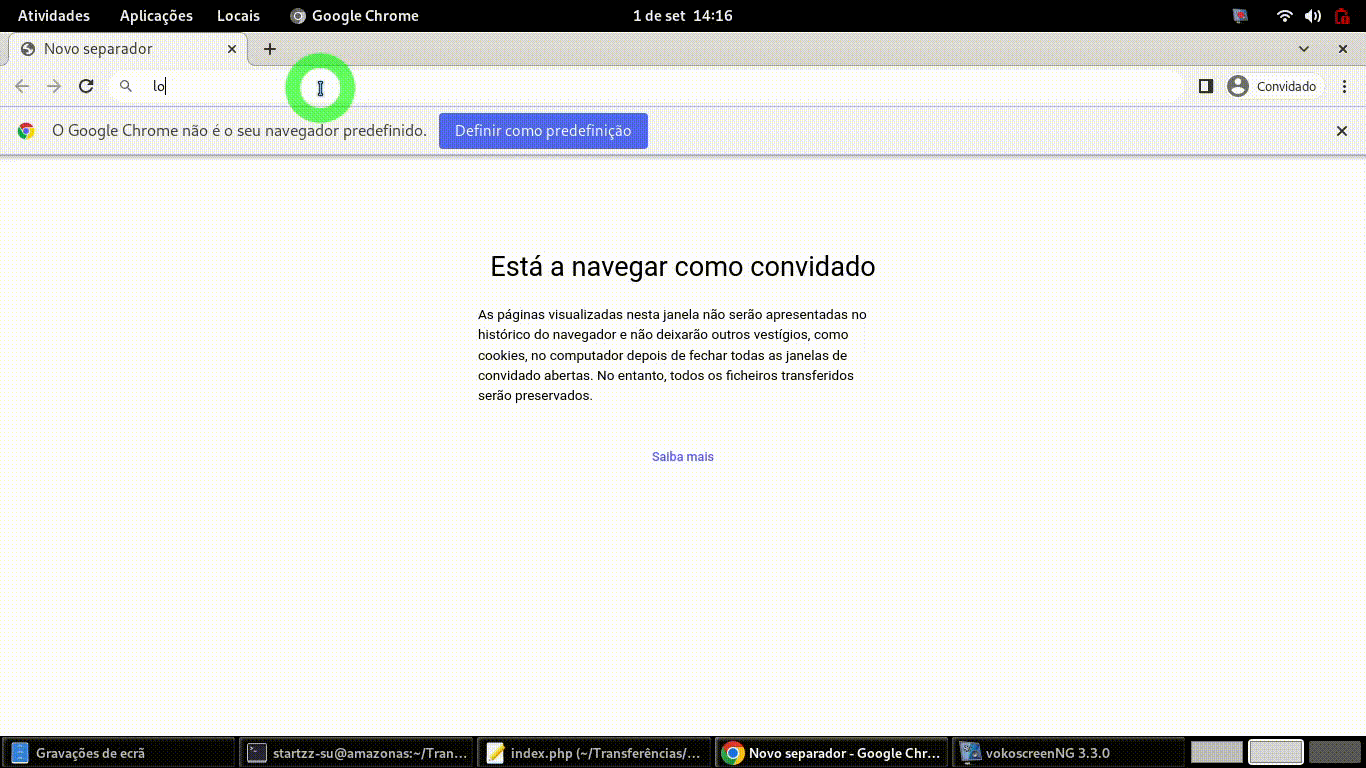 Atividades Aplicações Locais Google Chrome 1 de set 14:16
Novo separador
lo
Convidado
O Google Chrome não é o seu navegador predefinido. Definir como predefinição
Está a navegar como convidado
As páginas visualizadas nesta janela não serão apresentadas no
histórico do navegador e não deixarão outros vestígios, como
cookies, no computador depois de fechar todas as janelas de
convidado abertas. No entanto, todos os ficheiros transferidos
serão preservados.
Saiba mais
Gravações de ecrã startzz-su@amazonas:~/Tran... index.php (~/Transferências/... Novo separador - Google Chr... vokoscreenNG 3.3.0